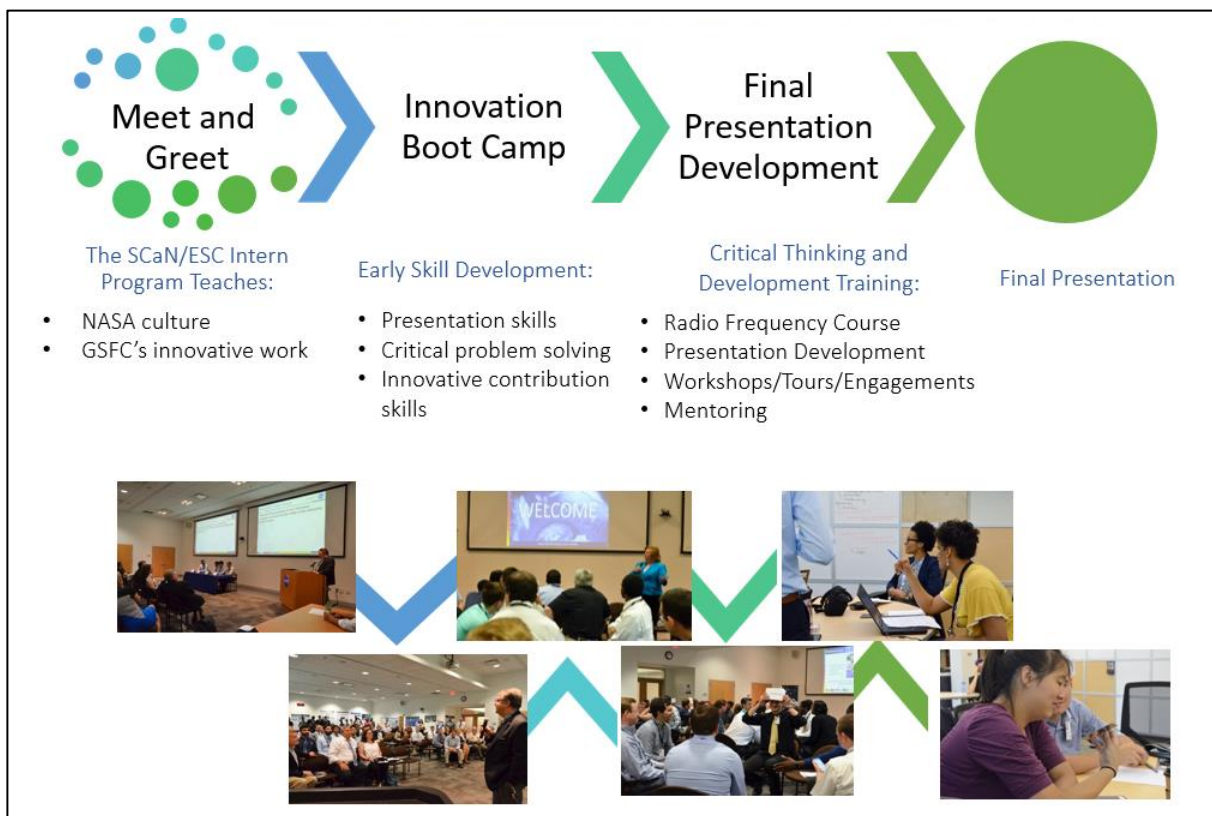 Meet and
Greet
Innovation
Boot Camp
Final
Presentation
Development
The SCaN/ESC Intern
Program Teaches:
• NASA culture
• GSFC’s innovative work
Early Skill Development:
• Presentation skills
• Critical problem solving
• Innovative contribution
skills
Critical Thinking and
Development Training:
• Radio Frequency Course
• Presentation Development
• Workshops/Tours/Engagements
• Mentoring
Final Presentation
WELCOME